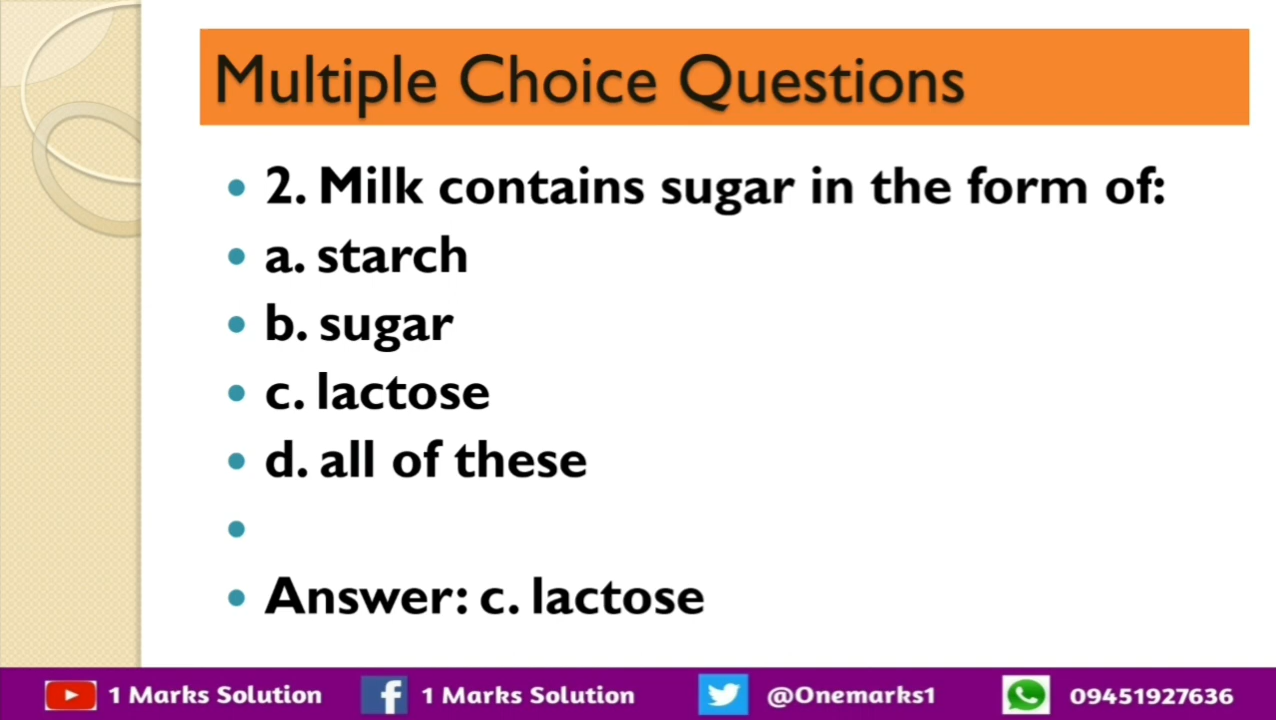 Multiple Choice Questions
• 2. Milk contains sugar in the form of:
• a. starch
• b. sugar
• c. lactose
• d. all of these
•
• Answer: c. lactose
1 Marks Solution f 1 Marks Solution @Onemarks1 09451927636